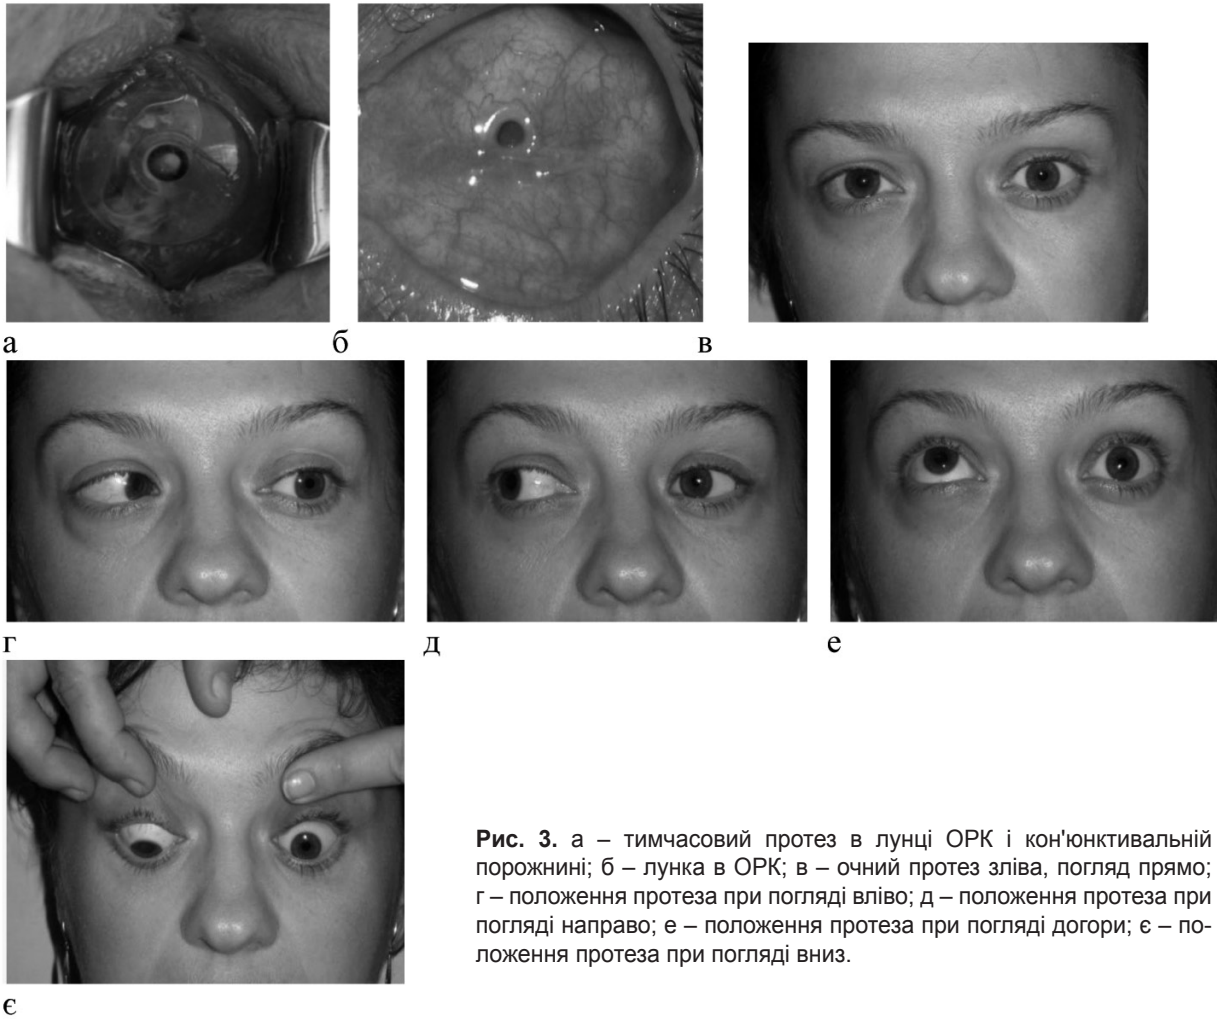 а
б
в
г
д
е
є
Рис. 3. а – тимчасовий протез в лунці ОРК і кон'юнктивальній
порожнині; б – лунка в ОРК; в – очний протез зліва, погляд прямо;
г – положення протеза при погляді вліво; д – положення протеза при
погляді направо; е – положення протеза при погляді догори; є – по-
ложення протеза при погляді вниз.